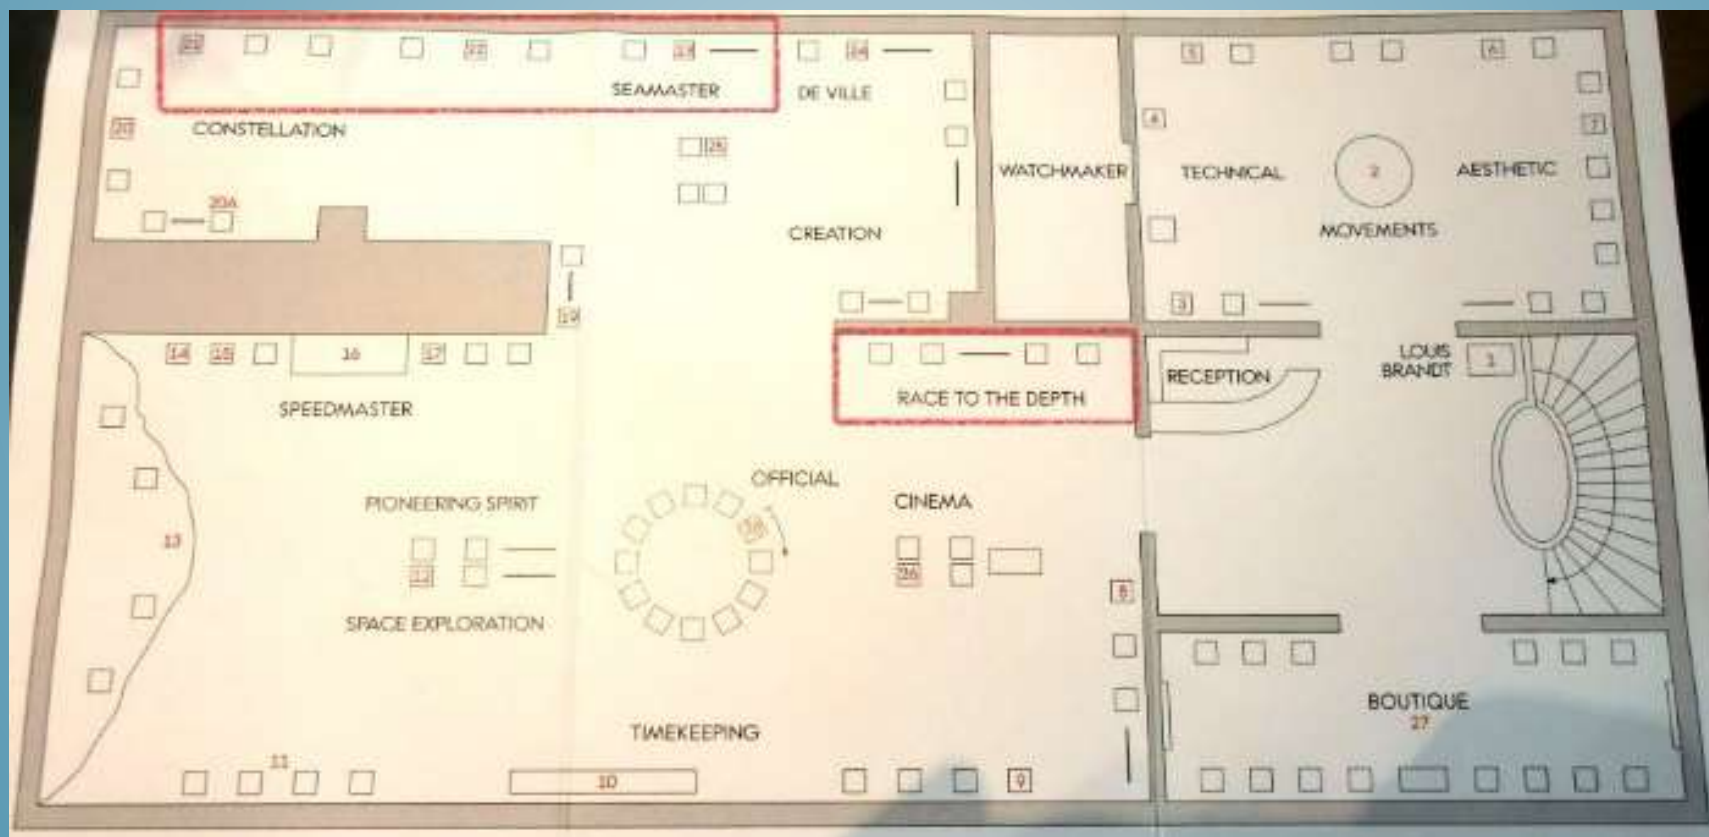 21
22
23
24
SEAMASTER
DE VILLE
20
CONSTELLATION
25
20A
CREATION
WATCHMAKER
5
6
4
7
TECHNICAL
2
AESTHETIC
MOVEMENTS
3
19
14
15
16
17
SPEEDMASTER
RACE TO THE DEPTH
RECEPTION
LOUIS
BRANDT
1
OFFICIAL
PIONEERING SPIRIT
CINEMA
18
13
12
26
8
SPACE EXPLORATION
TIMEKEEPING
11
10
9
BOUTIQUE
27